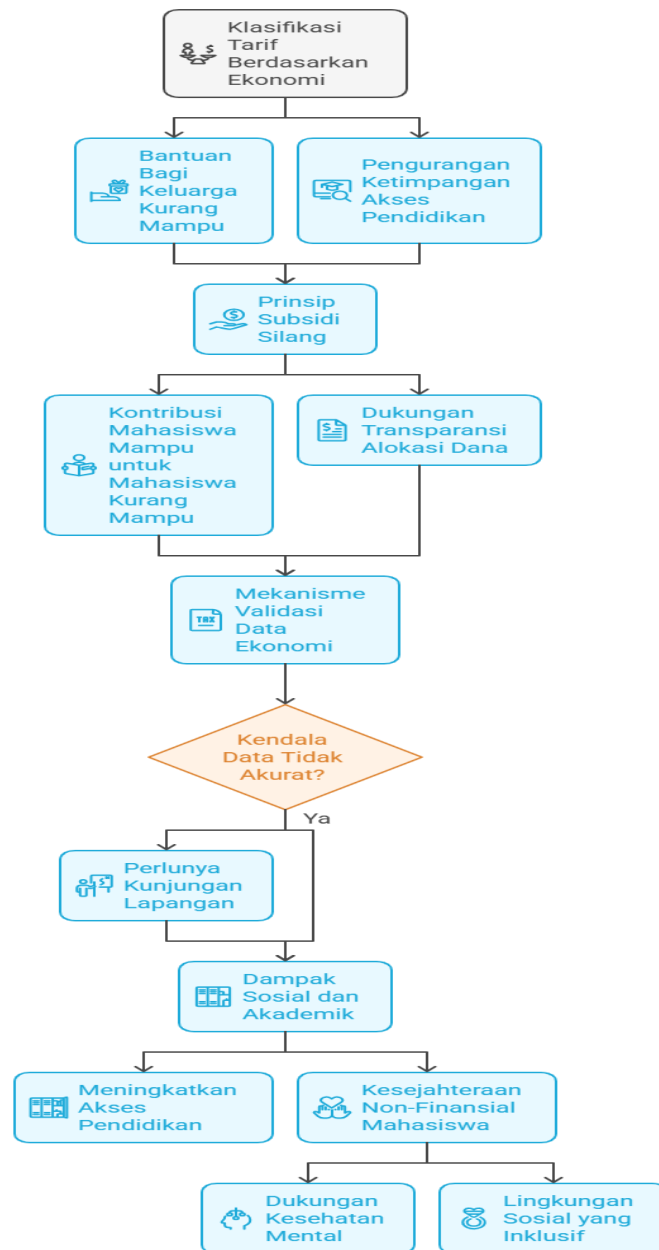 Klasifikasi
Tarif
Berdasarkan
Ekonomi
Bantuan
Bagi
Keluarga
Kurang
Mampu
Pengurangan
Ketimpangan
Akses
Pendidikan
Prinsip
Subsidi
Silang
Kontribusi
Mahasiswa
Mampu
untuk
Mahasiswa
Kurang
Mampu
Dukungan
Transparansi
Alokasi Dana
TAX
Mekanisme
Validasi
Data
Ekonomi
Kendala
Data Tidak
Akurat?
Ya
Perlunya
Kunjungan
Lapangan
Dampak
Sosial dan
Akademik
Meningkatkan
Akses
Pendidikan
Kesejahteraan
Non-Finansial
Mahasiswa
Dukungan
Kesehatan
Mental
Lingkungan
Sosial yang
Inklusif